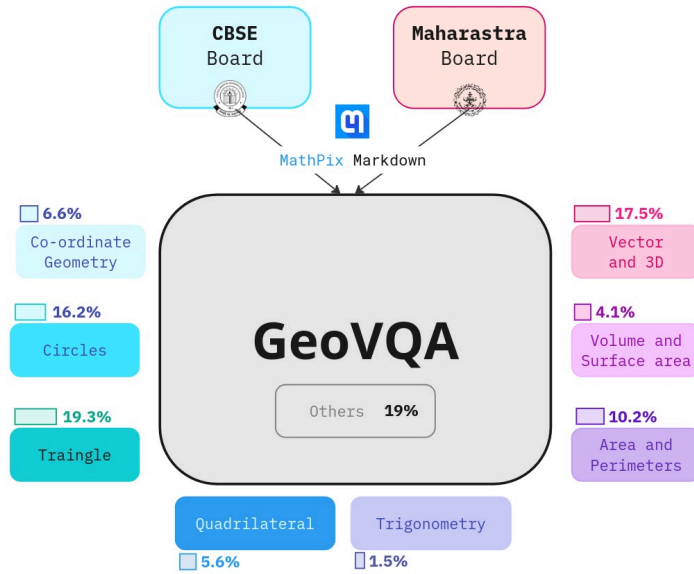 CBSE
Board
Maharastra
Board
MathPix Markdown
6.6%
Co-ordinate
Geometry
16.2%
Circles
19.3%
Traingle
GeoVQA
Others 19%
17.5%
Vector
and 3D
4.1%
Volume and
Surface area
10.2%
Area and
Perimeters
Quadrilateral
5.6%
Trigonometry
1.5%